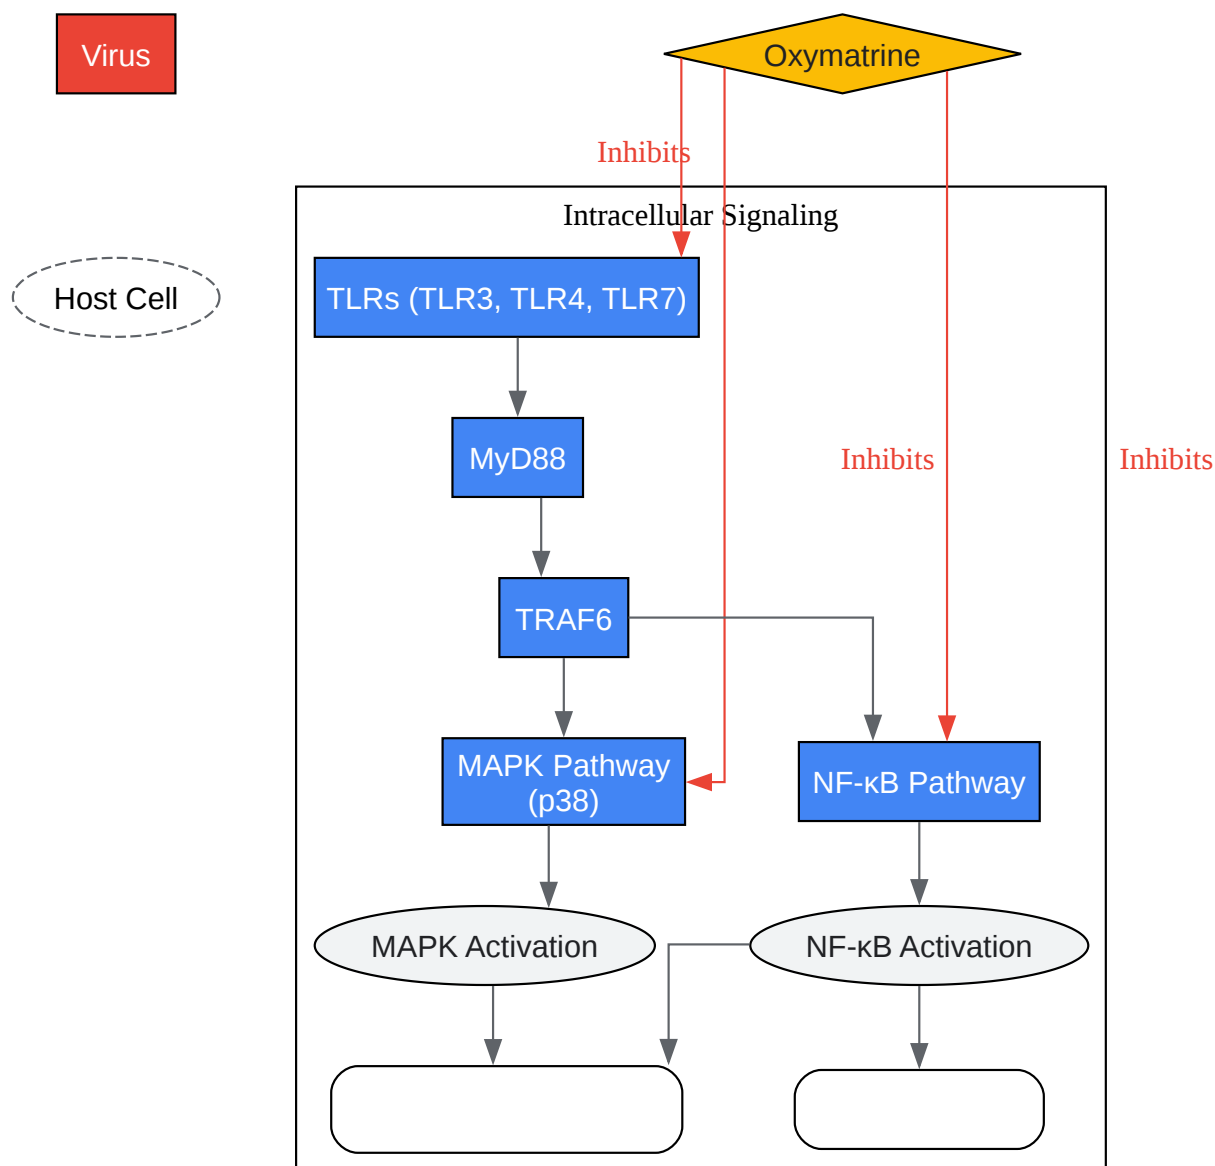 Virus
Oxymatrine
Inhibits
Intracellular Signaling
Host Cell
TLRs (TLR3, TLR4, TLR7)
MyD88
Inhibits
Inhibits
TRAF6
MAPK Pathway
(p38)
NF-κB Pathway
MAPK Activation
NF-κB Activation